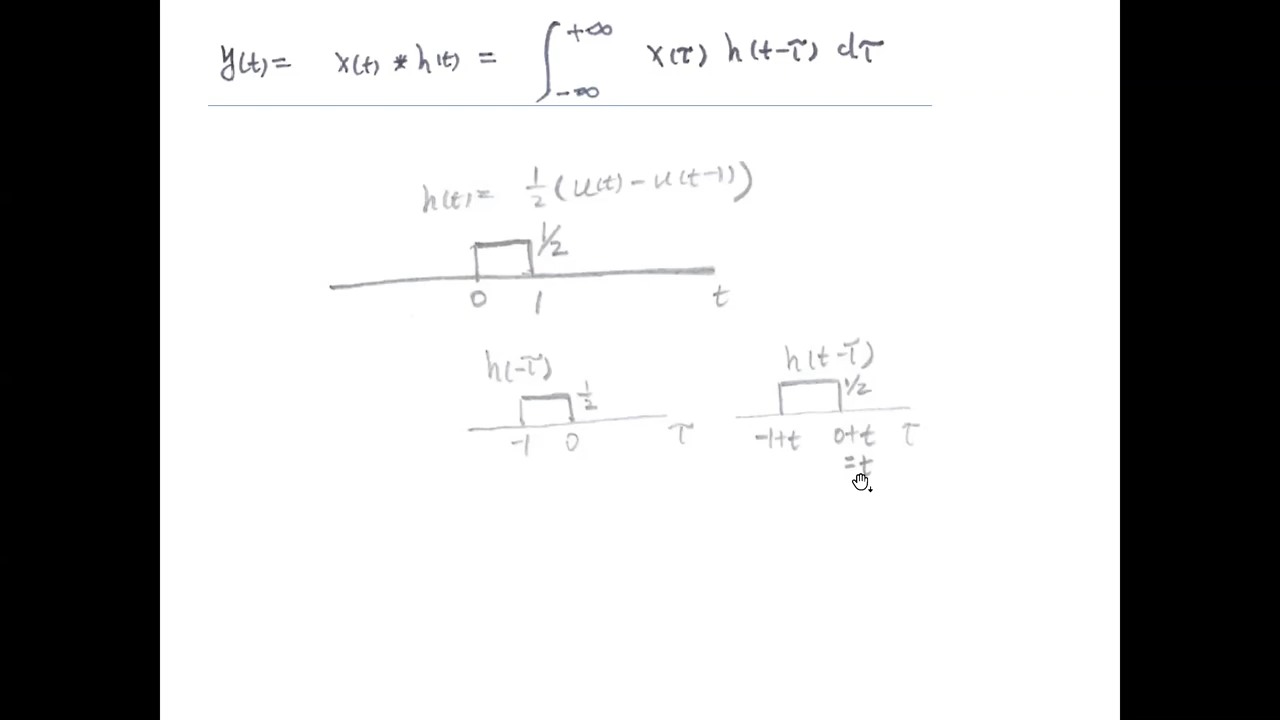 y(t)= x(t) * h(t) = ∫_{-∞}^{+∞} x(τ) h(t-τ) dτ
h(t)= 1/2 (u(t) - u(t-1))
1/2
0 1 t
h(-τ)
1/2
-1 0 τ
h(t-τ)
1/2
-1+t 0+t τ
=t